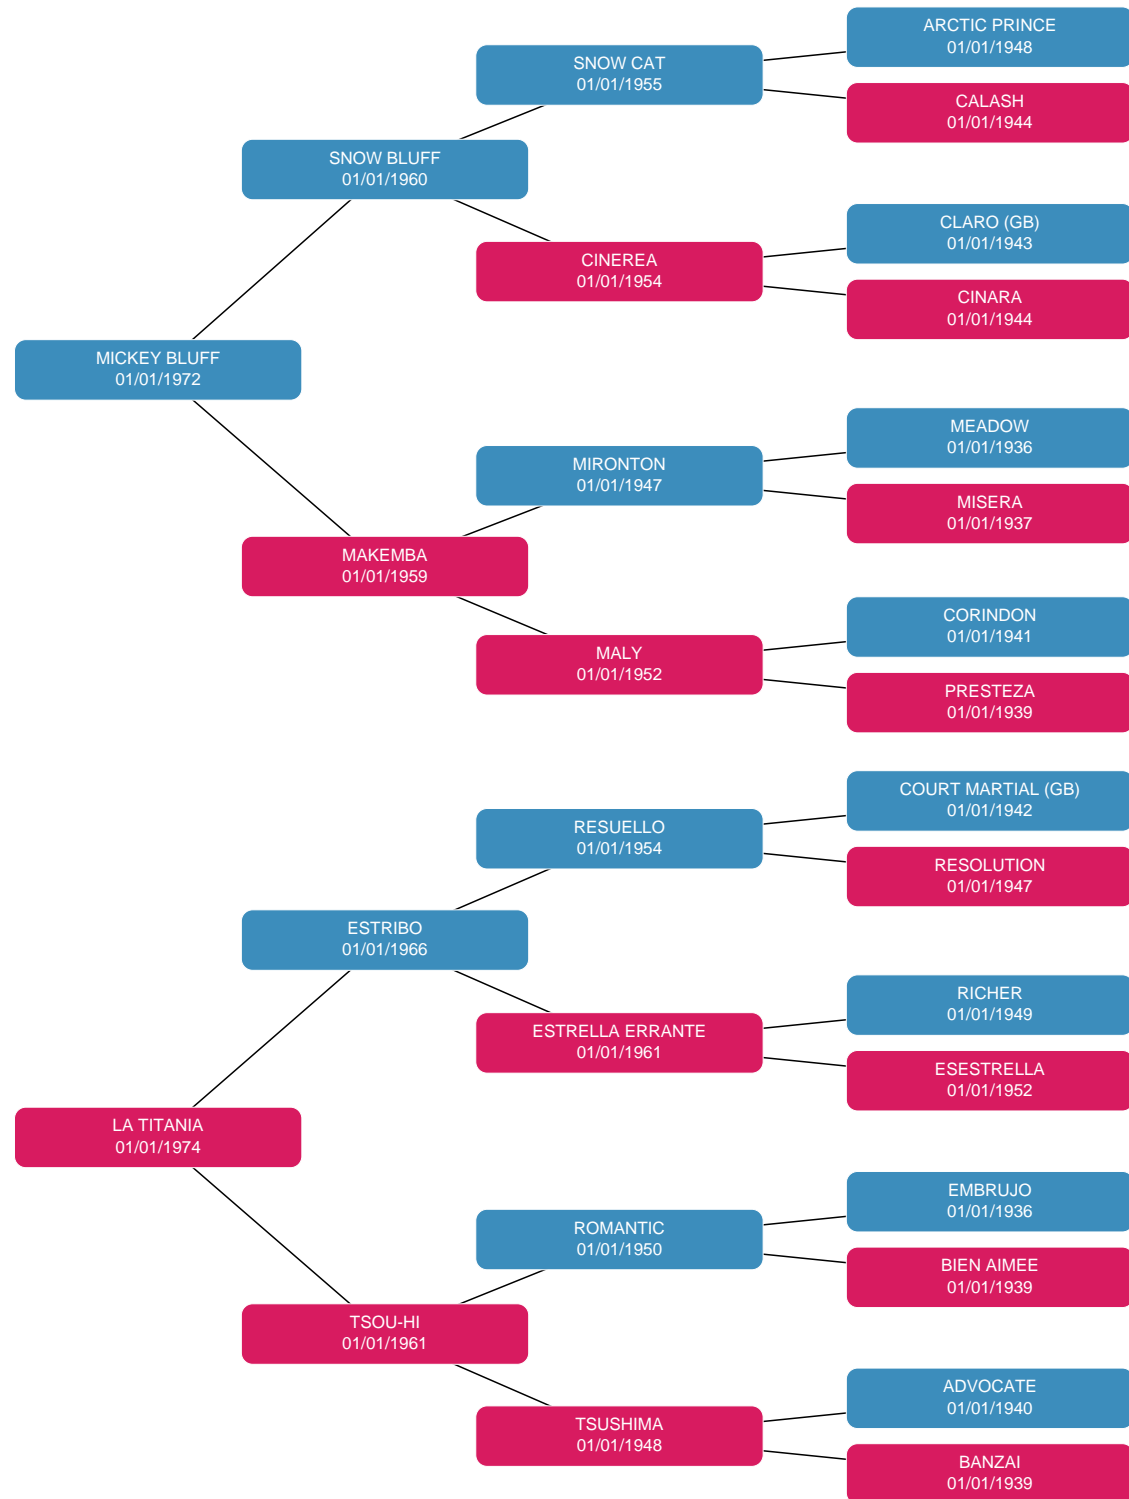 ARCTIC PRINCE
01/01/1948
SNOW CAT
01/01/1955
CALASH
01/01/1944
SNOW BLUFF
01/01/1960
CLARO (GB)
01/01/1943
CINEREA
01/01/1954
CINARA
01/01/1944
MICKEY BLUFF
01/01/1972
MEADOW
01/01/1936
MIRONTON
01/01/1947
MISERA
01/01/1937
MAKEMBA
01/01/1959
CORINDON
01/01/1941
MALY
01/01/1952
PRESTEZA
01/01/1939
COURT MARTIAL (GB)
01/01/1942
RESUELLO
01/01/1954
RESOLUTION
01/01/1947
ESTRIBO
01/01/1966
RICHER
01/01/1949
ESTRELLA ERRANTE
01/01/1961
ESESTRELLA
01/01/1952
LA TITANIA
01/01/1974
EMBRUJO
01/01/1936
ROMANTIC
01/01/1950
BIEN AIMEE
01/01/1939
TSOU-HI
01/01/1961
ADVOCATE
01/01/1940
TSUSHIMA
01/01/1948
BANZAI
01/01/1939